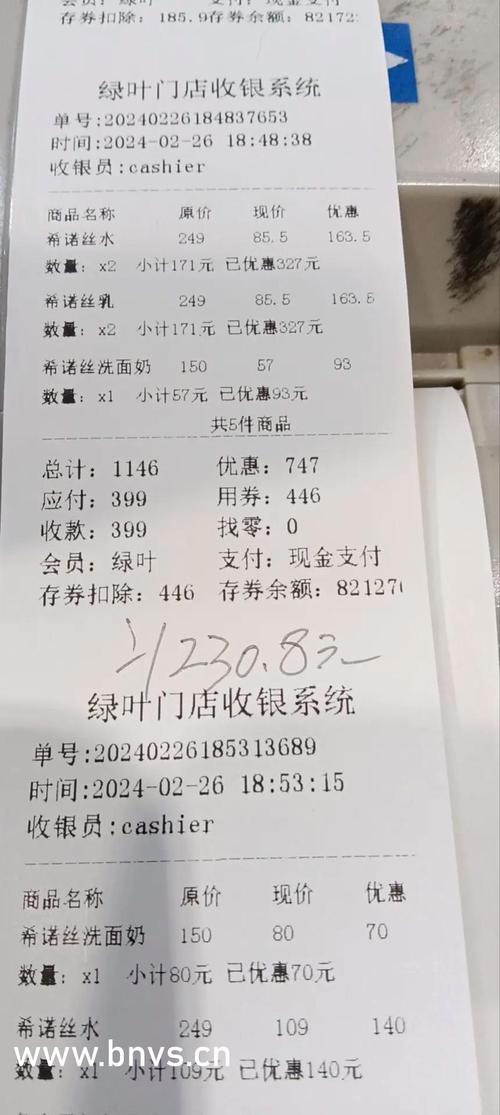 会员: 绿叶 支付: 现金支付
存券扣除: 185.9存券余额: 82172
绿叶门店收银系统
单号:20240226184837653
时间:2024-02-26 18:48:38
收银员:cashier
商品名称 原价 现价 优惠
希诺丝水 249 85.5 163.5
数量: x2 小计171元 已优惠327元
希诺丝乳 249 85.5 163.5
数量: x2 小计171元 已优惠327元
希诺丝洗面奶 150 57 93
数量: x1 小计57元 已优惠93元
共5件商品
总计: 1146 优惠: 747
应付: 399 用券: 446
收款: 399 找零: 0
会员: 绿叶 支付: 现金支付
存券扣除: 446 存券余额: 82127
1230.8元
绿叶门店收银系统
单号:20240226185313689
时间:2024-02-26 18:53:15
收银员:cashier
商品名称 原价 现价 优惠
希诺丝洗面奶 150 80 70
数量: x1 小计80元 已优惠70元
希诺丝水 249 109 140
数量: x1 小计109元 已优惠140元
www.bnvs.cn